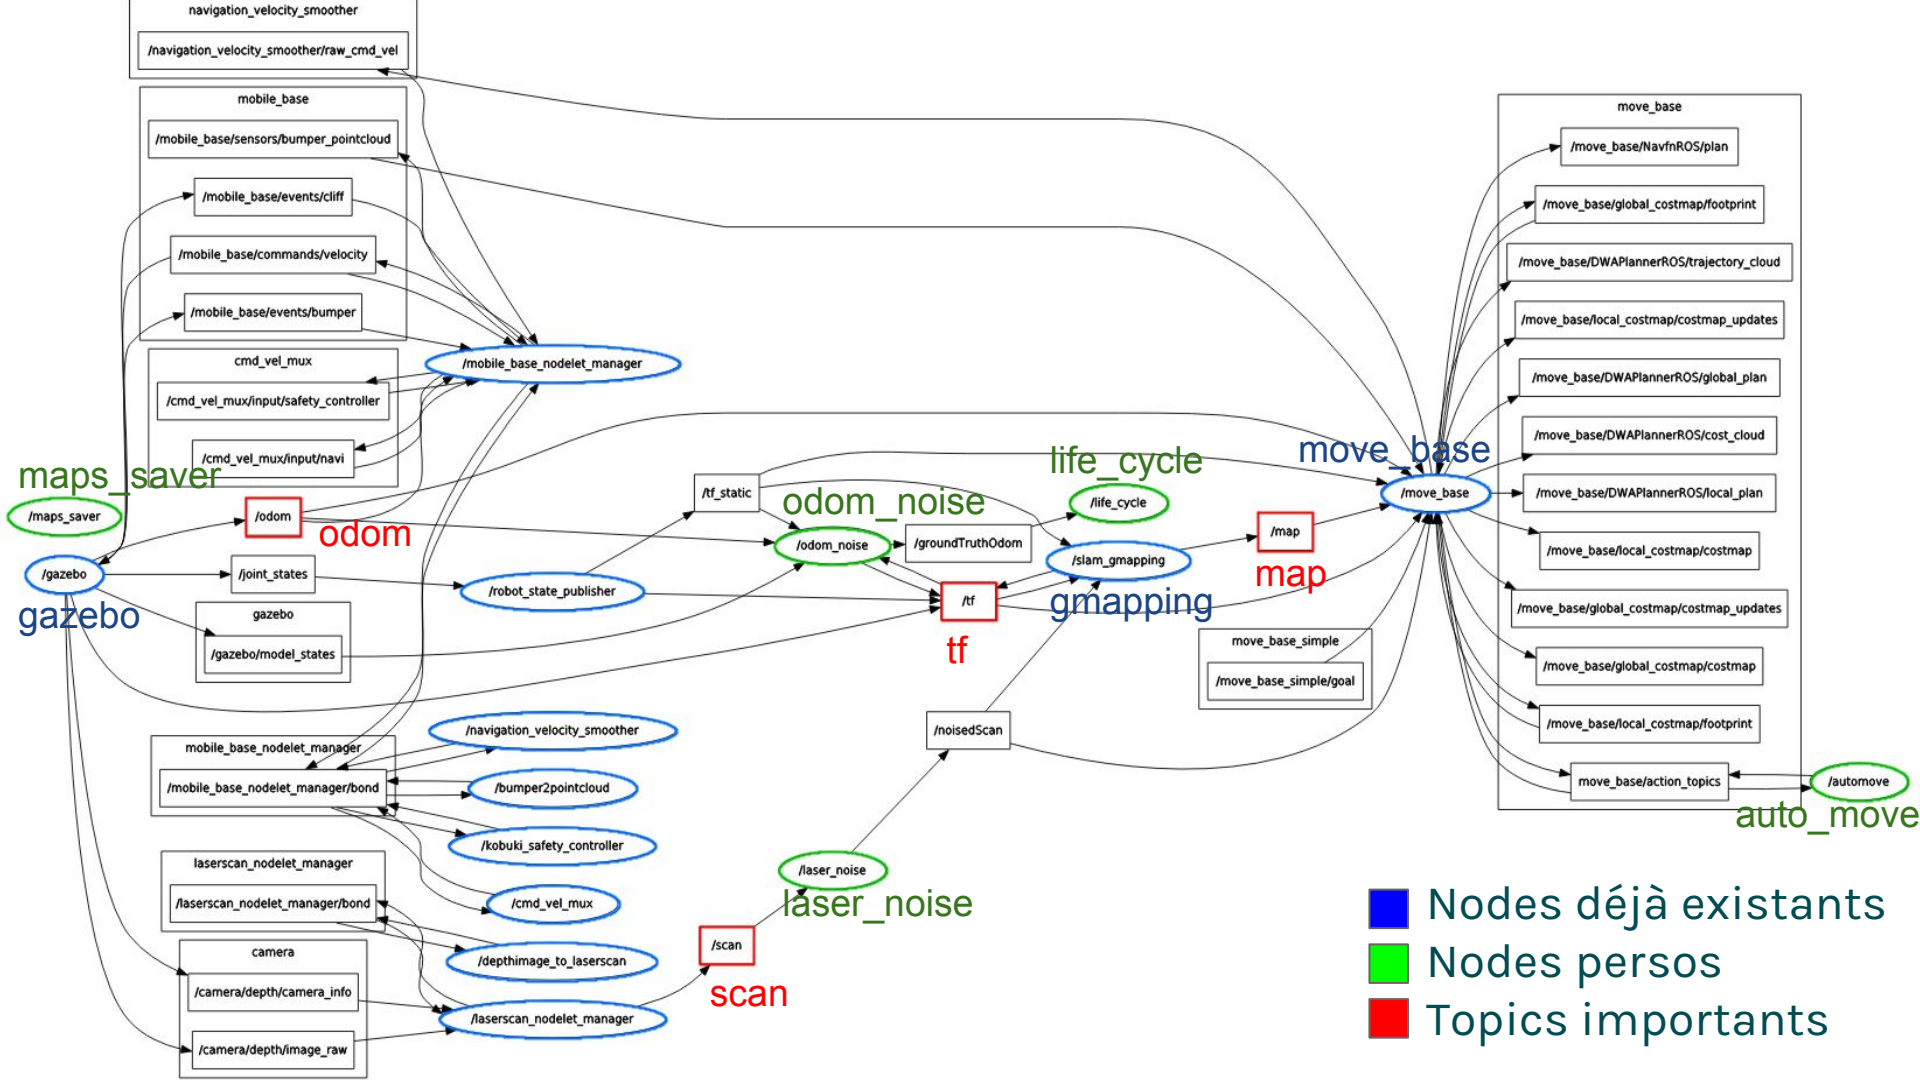 navigation_velocity_smoother
/navigation_velocity_smoother/raw_cmd_vel
mobile_base
/mobile_base/sensors/bumper_pointcloud
/mobile_base/events/cliff
/mobile_base/commands/velocity
/mobile_base/events/bumper
cmd_vel_mux
/cmd_vel_mux/input/safety_controller
/cmd_vel_mux/input/navi
/mobile_base_nodelet_manager
maps_saver
/maps_saver
/gazebo
gazebo
/odom
odom
/joint_states
gazebo
/gazebo/model_states
/robot_state_publisher
/tf_static
odom_noise
/odom_noise
/groundTruthOdom
life_cycle
/life_cycle
/slam_gmapping
gmapping
/tf
tf
/map
map
move_base
/move_base
move_base_simple
/move_base_simple/goal
/noisedScan
mobile_base_nodelet_manager
/mobile_base_nodelet_manager/bond
/navigation_velocity_smoother
/bumper2pointcloud
/kobuki_safety_controller
/cmd_vel_mux
laserscan_nodelet_manager
/laserscan_nodelet_manager/bond
/depthimage_to_laserscan
camera
/camera/depth/camera_info
/camera/depth/image_raw
/laserscan_nodelet_manager
/scan
scan
/laser_noise
laser_noise
move_base
/move_base/NavfnROS/plan
/move_base/global_costmap/footprint
/move_base/DWAPlannerROS/trajectory_cloud
/move_base/local_costmap/costmap_updates
/move_base/DWAPlannerROS/global_plan
/move_base/DWAPlannerROS/cost_cloud
/move_base/DWAPlannerROS/local_plan
/move_base/local_costmap/costmap
/move_base/global_costmap/costmap_updates
/move_base/global_costmap/costmap
/move_base/local_costmap/footprint
move_base/action_topics
/automove
auto_move
Nodes déjà existants
Nodes persos
Topics importants